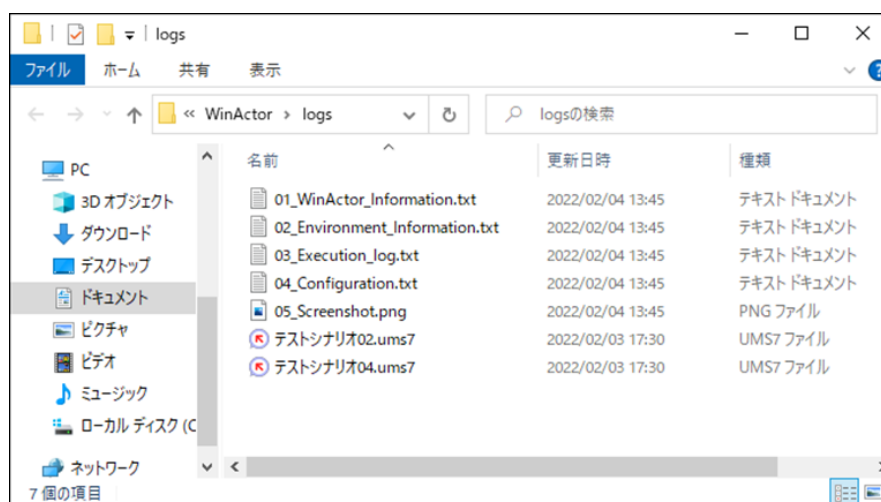 logs
ファイル ホーム 共有 表示
« WinActor › logs logsの検索
名前 更新日時 種類
PC
3D オブジェクト
ダウンロード
デスクトップ
ドキュメント
ピクチャ
ビデオ
ミュージック
ローカル ディスク (C
ネットワーク
01_WinActor_Information.txt 2022/02/04 13:45 テキスト ドキュメント
02_Environment_Information.txt 2022/02/04 13:45 テキスト ドキュメント
03_Execution_log.txt 2022/02/04 13:45 テキスト ドキュメント
04_Configuration.txt 2022/02/04 13:45 テキスト ドキュメント
05_Screenshot.png 2022/02/04 13:45 PNG ファイル
テストシナリオ02.ums7 2022/02/03 17:30 UMS7 ファイル
テストシナリオ04.ums7 2022/02/03 17:30 UMS7 ファイル
7 個の項目